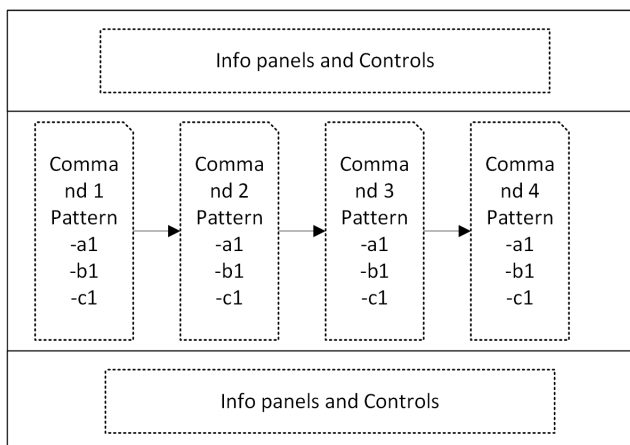 Info panels and Controls
Comma
nd 1
Pattern
-a1
-b1
-c1
Comma
nd 2
Pattern
-a1
-b1
-c1
Comma
nd 3
Pattern
-a1
-b1
-c1
Comma
nd 4
Pattern
-a1
-b1
-c1
Info panels and Controls